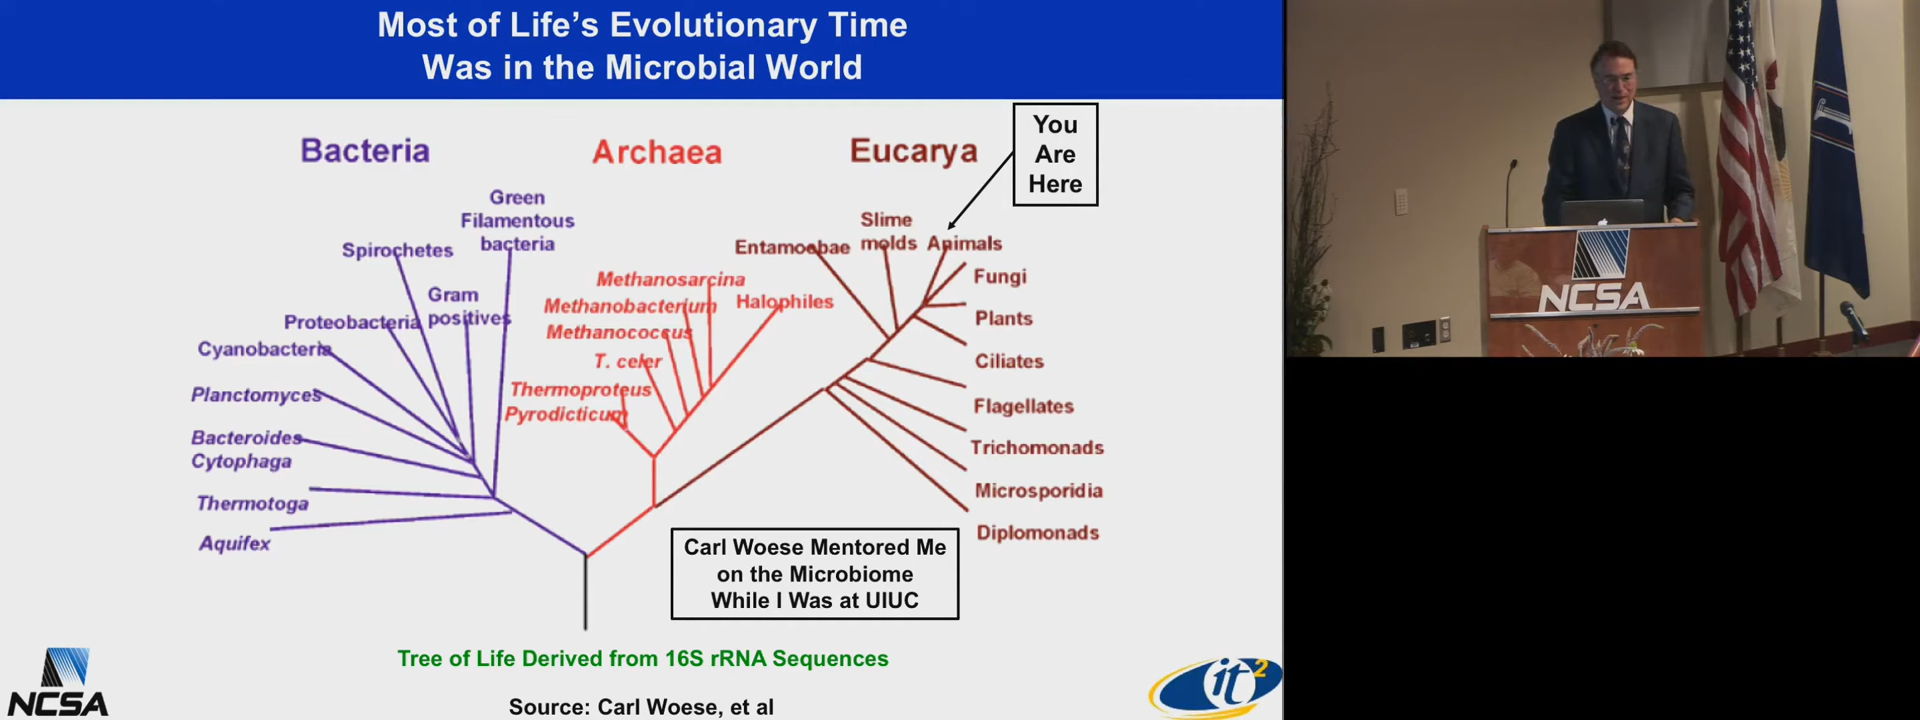 Most of Life's Evolutionary Time
Was in the Microbial World
Bacteria
Archaea
Eucarya
You
Are
Here
Green
Filamentous
bacteria
Spirochetes
Gram
positives
Proteobacteria
Cyanobacteria
Planctomyces
Bacteroides
Cytophaga
Thermotoga
Aquifex
Methanosarcina
Methanobacterium
Halophiles
Methanococcus
T. celer
Thermoproteus
Pyrodicticum
Entamoebae
Slime
molds
Animals
Fungi
Plants
Ciliates
Flagellates
Trichomonads
Microsporidia
Diplomonads
Carl Woese Mentored Me
on the Microbiome
While I Was at UIUC
Tree of Life Derived from 16S rRNA Sequences
Source: Carl Woese, et al
NCSA
it2
NCSA